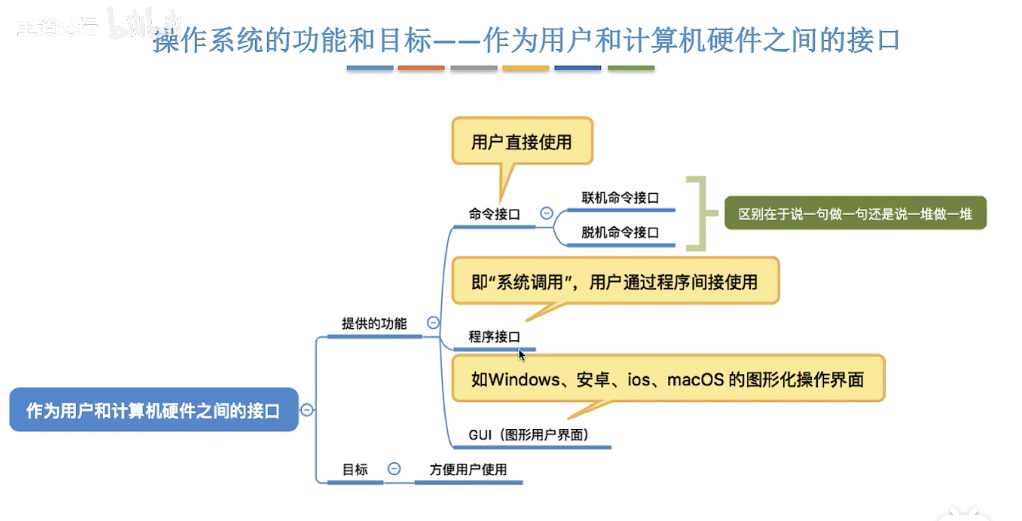 操作系统的功能和目标——作为用户和计算机硬件之间的接口
用户直接使用
命令接口
联机命令接口
脱机命令接口
区别在于说一句做一句还是说一堆做一堆
即“系统调用”，用户通过程序间接使用
提供的功能
程序接口
如Windows、安卓、ios、macOS 的图形化操作界面
作为用户和计算机硬件之间的接口
GUI（图形用户界面）
目标
方便用户使用